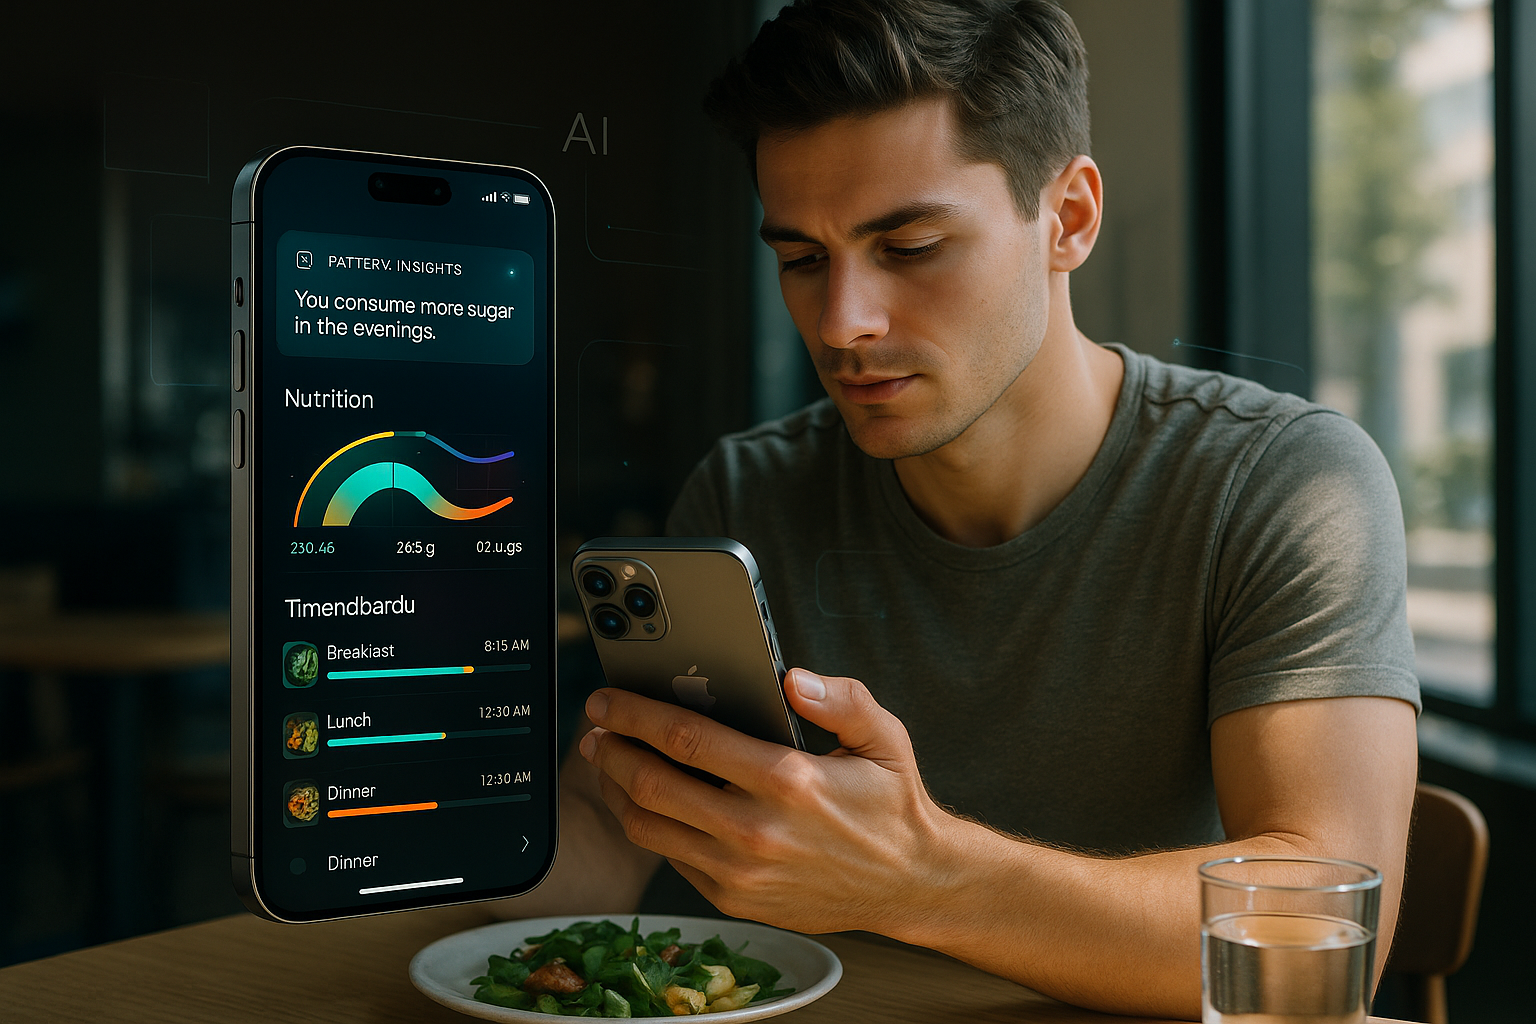 AI
PATTERV. INSIGHTS
You consume more sugar
in the evenings.
Nutrition
230.46
26:5 g
02.u.gs
Timendbardu
Breakiast
8:15 AM
Lunch
12:30 AM
Dinner
12:30 AM
Dinner